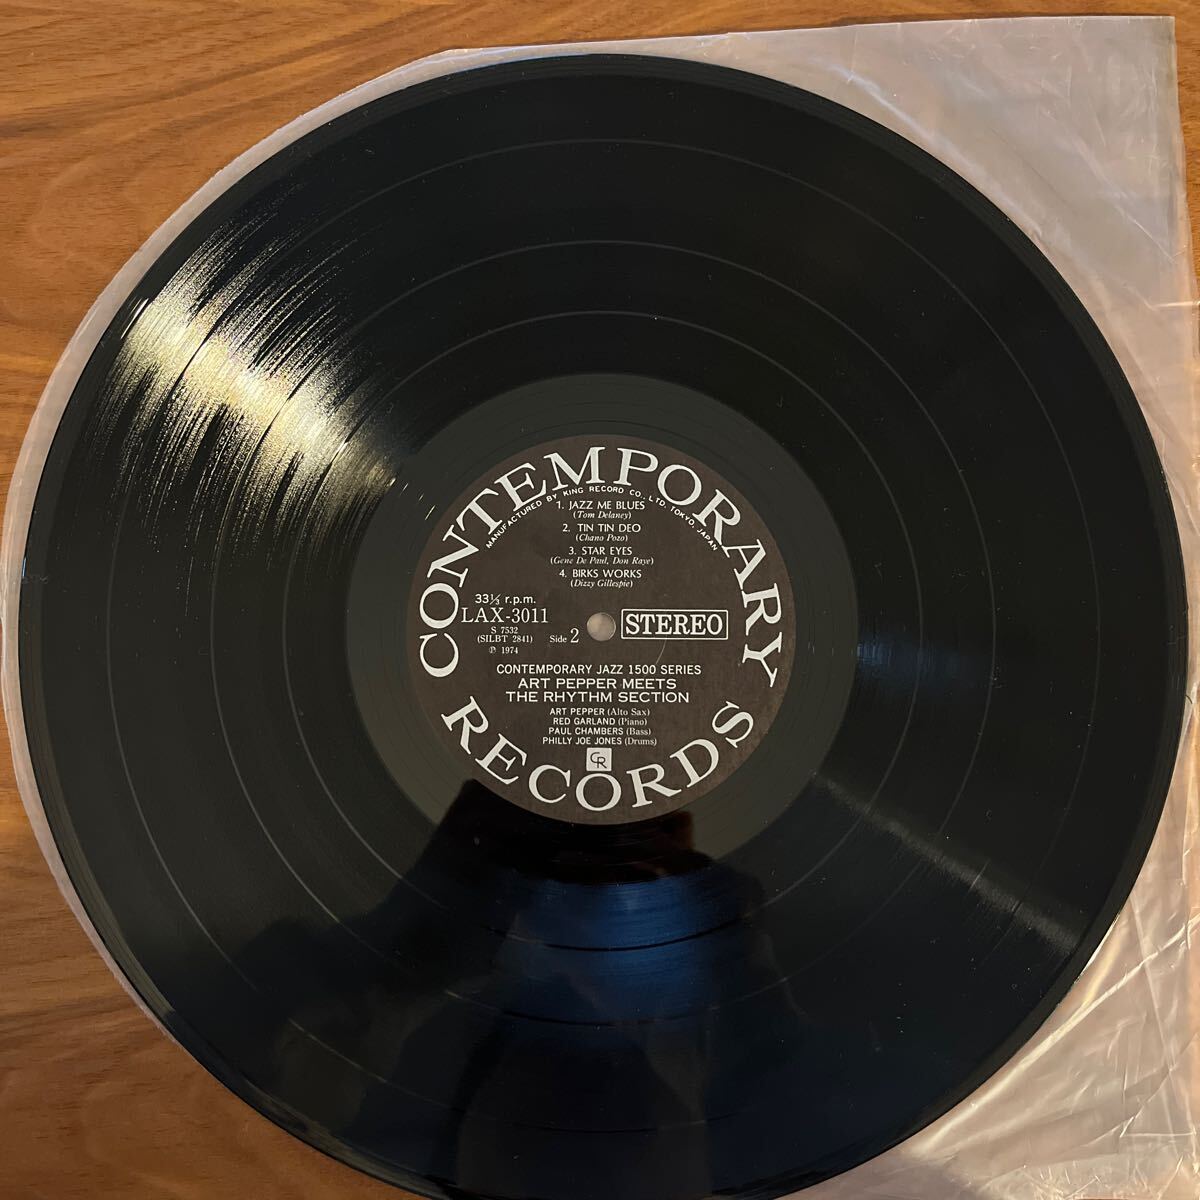 CONTEMPORARY
MANUFACTURED BY KING RECORD CO., LTD. TOKYO, JAPAN
1. JAZZ ME BLUES
(Tom Delaney)
2. TIN TIN DEO
(Chano Pozo)
3. STAR EYES
(Gene De Paul, Don Raye)
4. BIRKS WORKS
(Dizzy Gillespie)
33⅓ r.p.m.
LAX-3011
S 7532
(SILBT 2841)
Ⓟ 1974
Side 2
STEREO
CONTEMPORARY JAZZ 1500 SERIES
ART PEPPER MEETS
THE RHYTHM SECTION
ART PEPPER (Alto Sax)
RED GARLAND (Piano)
PAUL CHAMBERS (Bass)
PHILLY JOE JONES (Drums)
CR
RECORDS